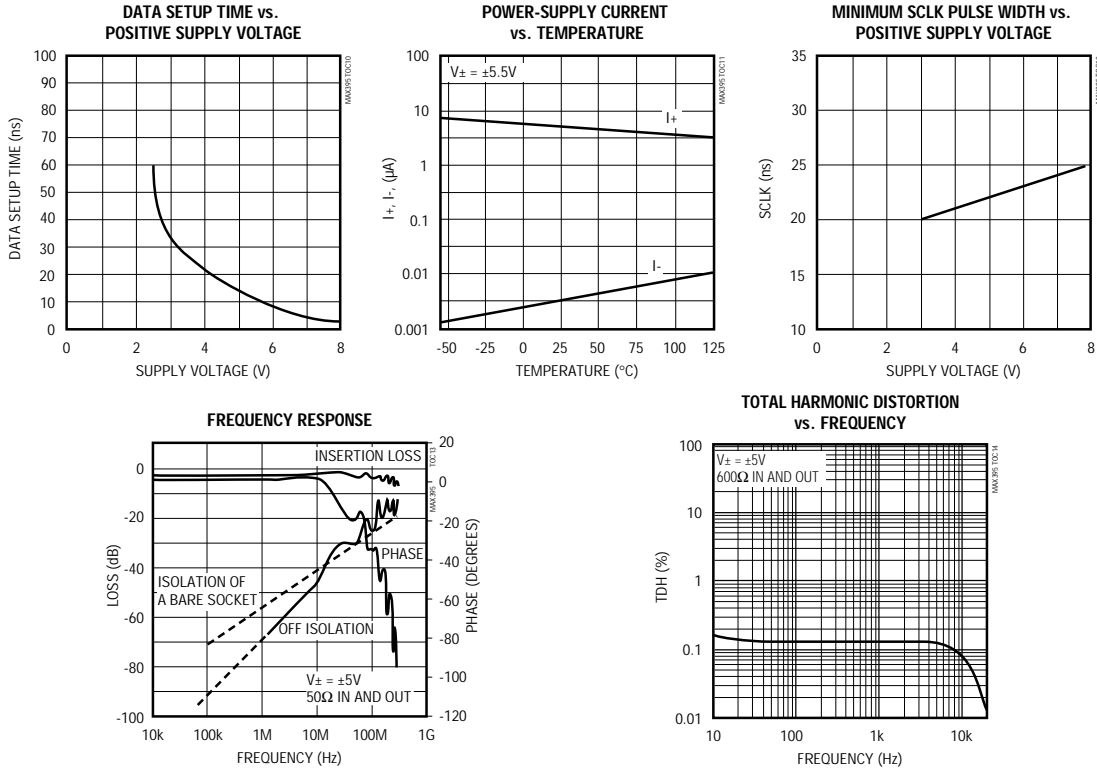 DATA SETUP TIME vs.
POSITIVE SUPPLY VOLTAGE
100
90
80
70
60
50
40
30
20
10
0
DATA SETUP TIME (ns)
0 2 4 6 8
SUPPLY VOLTAGE (V)
MAX395 TOC10
POWER-SUPPLY CURRENT
vs. TEMPERATURE
100
10
1
0.1
0.01
0.001
I+, I-, (µA)
V± = ±5.5V
I+
I-
-50 -25 0 25 50 75 100 125
TEMPERATURE (°C)
MAX395 TOC11
MINIMUM SCLK PULSE WIDTH vs.
POSITIVE SUPPLY VOLTAGE
35
30
25
20
15
10
SCLK (ns)
0 2 4 6 8
SUPPLY VOLTAGE (V)
FREQUENCY RESPONSE
0
-20
-40
-60
-80
-100
LOSS (dB)
INSERTION LOSS
PHASE
ISOLATION OF
A BARE SOCKET
OFF ISOLATION
V± = ±5V
50Ω IN AND OUT
20
0
-20
-40
-60
-80
-100
-120
PHASE (DEGREES)
10k 100k 1M 10M 100M 1G
FREQUENCY (Hz)
MAX395 TOC13
TOTAL HARMONIC DISTORTION
vs. FREQUENCY
100
10
1
0.1
0.01
TDH (%)
V± = ±5V
600Ω IN AND OUT
10 100 1k 10k
FREQUENCY (Hz)
MAX395 TOC14